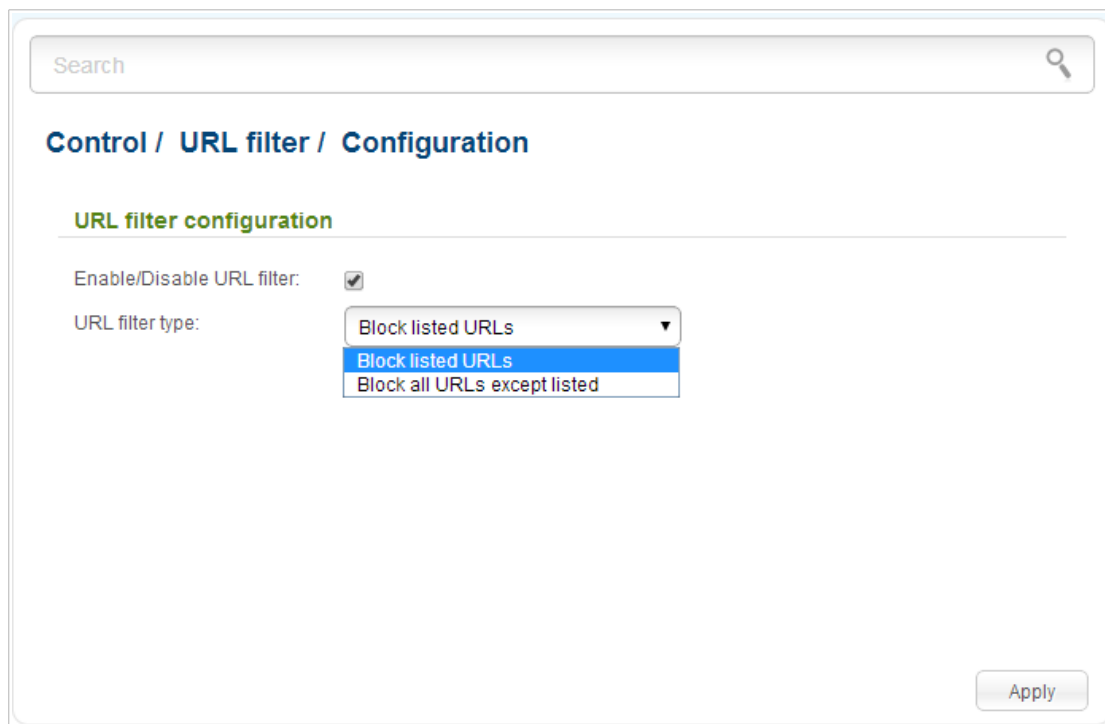 Search
Control / URL filter / Configuration
URL filter configuration
Enable/Disable URL filter:
URL filter type:
Block listed URLs
Block listed URLs
Block all URLs except listed
Apply